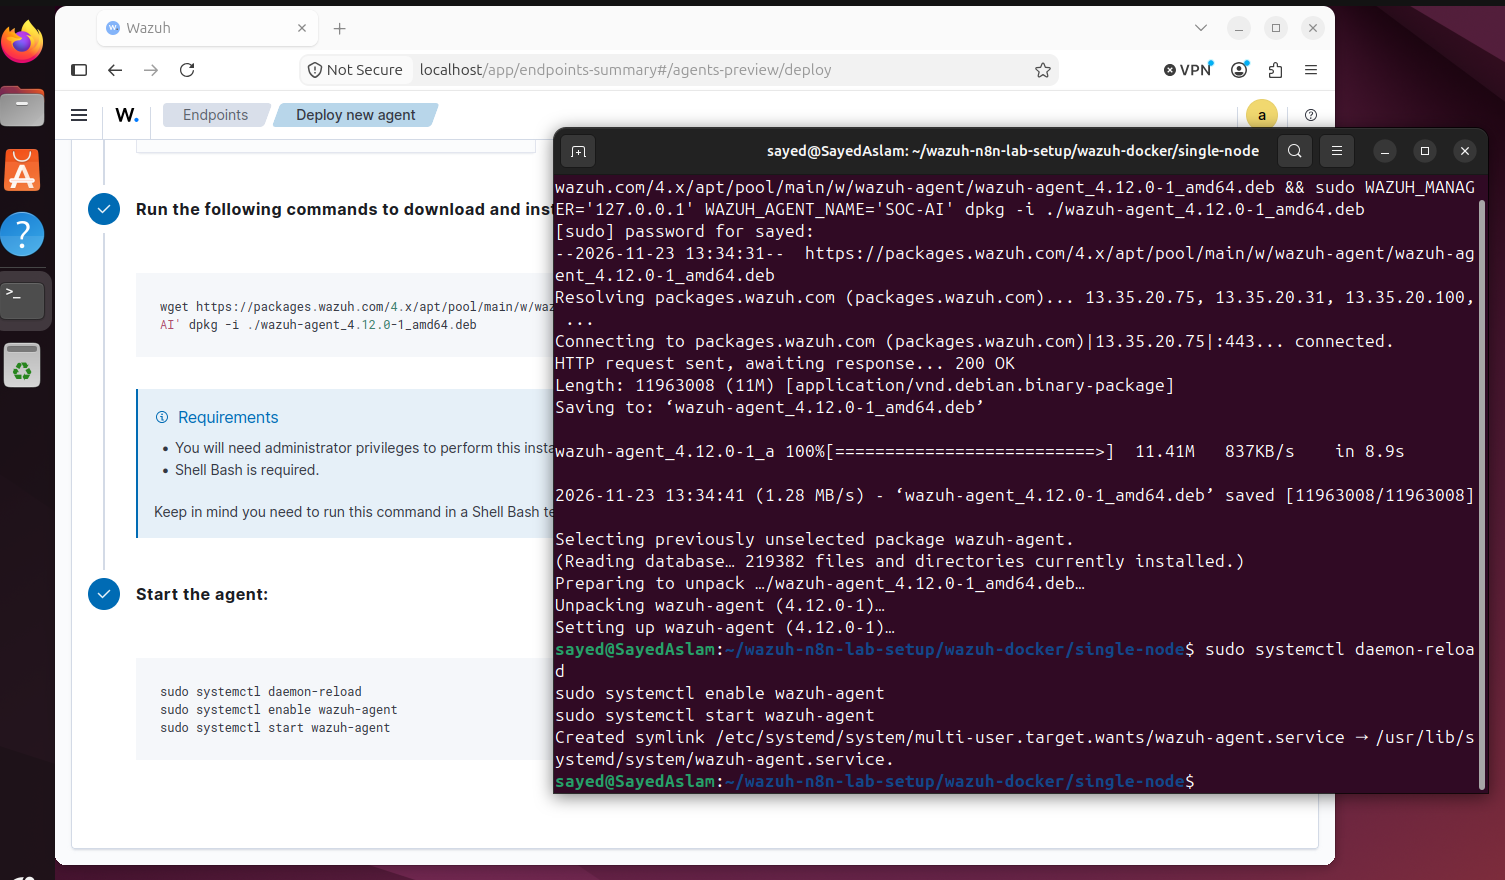 Wazuh
Not Secure
localhost/app/endpoints-summary#/agents-preview/deploy
VPN
W.
Endpoints
Deploy new agent
a
Run the following commands to download and ins
wget https://packages.wazuh.com/4.x/apt/pool/main/w/waz
AI' dpkg -i ./wazuh-agent_4.12.0-1_amd64.deb
Requirements
• You will need administrator privileges to perform this insta
• Shell Bash is required.
Keep in mind you need to run this command in a Shell Bash te
Start the agent:
sudo systemctl daemon-reload
sudo systemctl enable wazuh-agent
sudo systemctl start wazuh-agent
sayed@SayedAslam: ~/wazuh-n8n-lab-setup/wazuh-docker/single-node
wazuh.com/4.x/apt/pool/main/w/wazuh-agent/wazuh-agent_4.12.0-1_amd64.deb && sudo WAZUH_MANAG
ER='127.0.0.1' WAZUH_AGENT_NAME='SOC-AI' dpkg -i ./wazuh-agent_4.12.0-1_amd64.deb
[sudo] password for sayed:
--2026-11-23 13:34:31--  https://packages.wazuh.com/4.x/apt/pool/main/w/wazuh-agent/wazuh-ag
ent_4.12.0-1_amd64.deb
Resolving packages.wazuh.com (packages.wazuh.com)... 13.35.20.75, 13.35.20.31, 13.35.20.100,
...
Connecting to packages.wazuh.com (packages.wazuh.com)|13.35.20.75|:443... connected.
HTTP request sent, awaiting response... 200 OK
Length: 11963008 (11M) [application/vnd.debian.binary-package]
Saving to: ‘wazuh-agent_4.12.0-1_amd64.deb’
wazuh-agent_4.12.0-1_a 100%[==========================>]  11.41M   837KB/s    in 8.9s
2026-11-23 13:34:41 (1.28 MB/s) - ‘wazuh-agent_4.12.0-1_amd64.deb’ saved [11963008/11963008]
Selecting previously unselected package wazuh-agent.
(Reading database… 219382 files and directories currently installed.)
Preparing to unpack …/wazuh-agent_4.12.0-1_amd64.deb…
Unpacking wazuh-agent (4.12.0-1)…
Setting up wazuh-agent (4.12.0-1)…
sayed@SayedAslam:~/wazuh-n8n-lab-setup/wazuh-docker/single-node$ sudo systemctl daemon-reloa
d
sudo systemctl enable wazuh-agent
sudo systemctl start wazuh-agent
Created symlink /etc/systemd/system/multi-user.target.wants/wazuh-agent.service → /usr/lib/s
ystemd/system/wazuh-agent.service.
sayed@SayedAslam:~/wazuh-n8n-lab-setup/wazuh-docker/single-node$